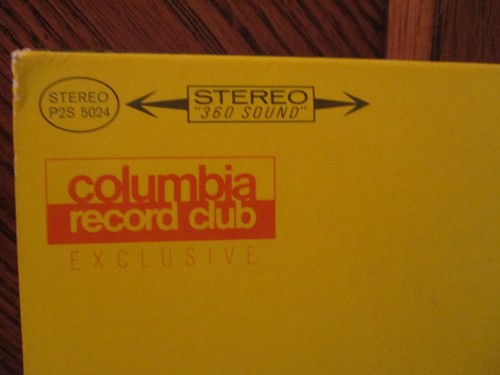 STEREO
P2S 5024
STEREO
"360 SOUND"
columbia
record club
EXCLUSIVE